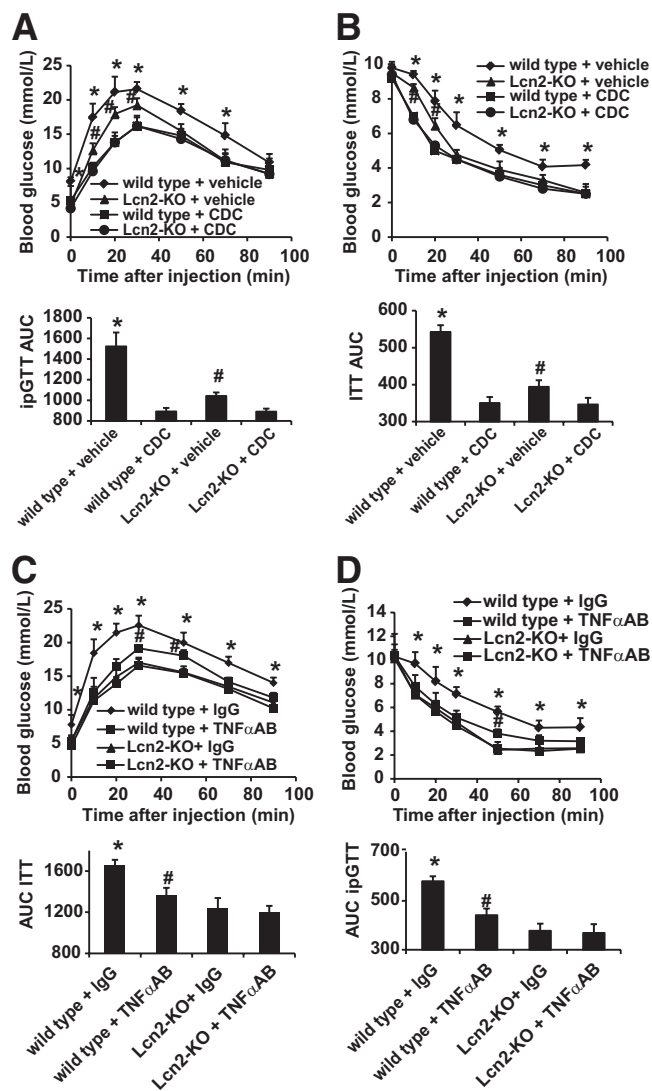 A
Blood glucose (mmol/L)
25
20
15
10
5
0
* * * * * *
# # # #
wild type + vehicle
Lcn2-KO + vehicle
wild type + CDC
Lcn2-KO + CDC
0 20 40 60 80 100
Time after injection (min)
ipGTT AUC
1800
1600
1400
1200
1000
800
*
#
wild type + vehicle
wild type + CDC
Lcn2-KO + vehicle
Lcn2-KO + CDC
B
Blood glucose (mmol/L)
10
8
6
4
2
0
* * * * * *
# #
wild type + vehicle
Lcn2-KO + vehicle
wild type + CDC
Lcn2-KO + CDC
0 20 40 60 80 100
Time after injection (min)
ITT AUC
600
500
400
300
*
#
wild type + vehicle
wild type + CDC
Lcn2-KO + vehicle
Lcn2-KO + CDC
C
Blood glucose (mmol/L)
25
20
15
10
5
0
* * * * * * *
# #
wild type + IgG
wild type + TNFαAB
Lcn2-KO+ IgG
Lcn2-KO + TNFαAB
0 20 40 60 80 100
Time after injection (min)
AUC ITT
1600
1200
800
*
#
wild type + IgG
wild type + TNFαAB
Lcn2-KO+ IgG
Lcn2-KO + TNFαAB
D
Blood glucose (mmol/L)
14
12
10
8
6
4
2
0
* * * * * *
#
wild type + IgG
wild type + TNFαAB
Lcn2-KO+ IgG
Lcn2-KO + TNFαAB
0 20 40 60 80 100
Time after injection (min)
AUC ipGTT
700
500
300
*
#
wild type + IgG
wild type + TNFαAB
Lcn2-KO+ IgG
Lcn2-KO + TNFαAB